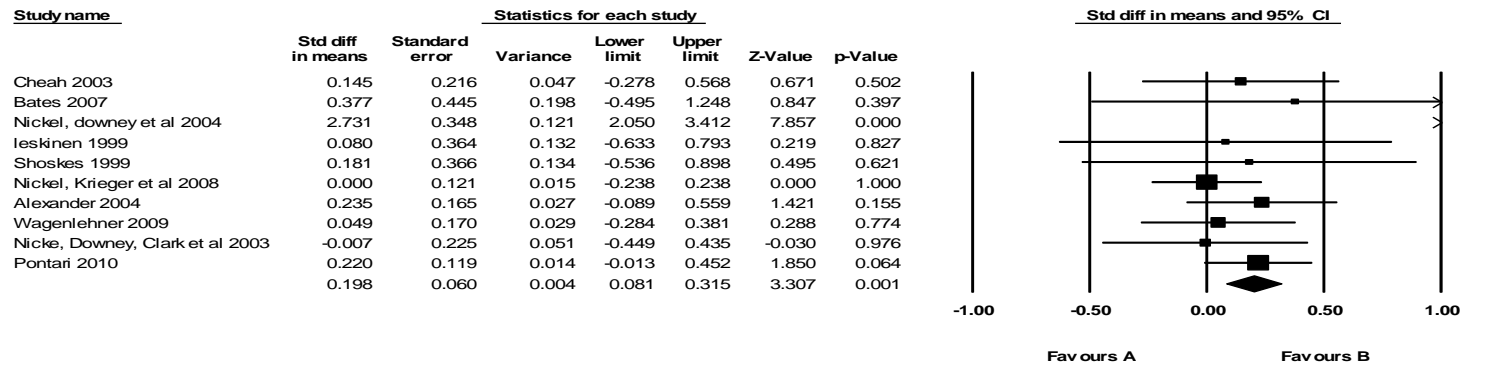 Study name Statistics for each study Std diff in means and 95% CI
Std diff Standard Lower Upper
in means error Variance limit limit Z-Value p-Value
Cheah 2003 0.145 0.216 0.047 -0.278 0.568 0.671 0.502
Bates 2007 0.377 0.445 0.198 -0.495 1.248 0.847 0.397
Nickel, downey et al 2004 2.731 0.348 0.121 2.050 3.412 7.857 0.000
leskinen 1999 0.080 0.364 0.132 -0.633 0.793 0.219 0.827
Shoskes 1999 0.181 0.366 0.134 -0.536 0.898 0.495 0.621
Nickel, Krieger et al 2008 0.000 0.121 0.015 -0.238 0.238 0.000 1.000
Alexander 2004 0.235 0.165 0.027 -0.089 0.559 1.421 0.155
Wagenlehner 2009 0.049 0.170 0.029 -0.284 0.381 0.288 0.774
Nicke, Downey, Clark et al 2003 -0.007 0.225 0.051 -0.449 0.435 -0.030 0.976
Pontari 2010 0.220 0.119 0.014 -0.013 0.452 1.850 0.064
0.198 0.060 0.004 0.081 0.315 3.307 0.001
-1.00 -0.50 0.00 0.50 1.00
Favours A Favours B